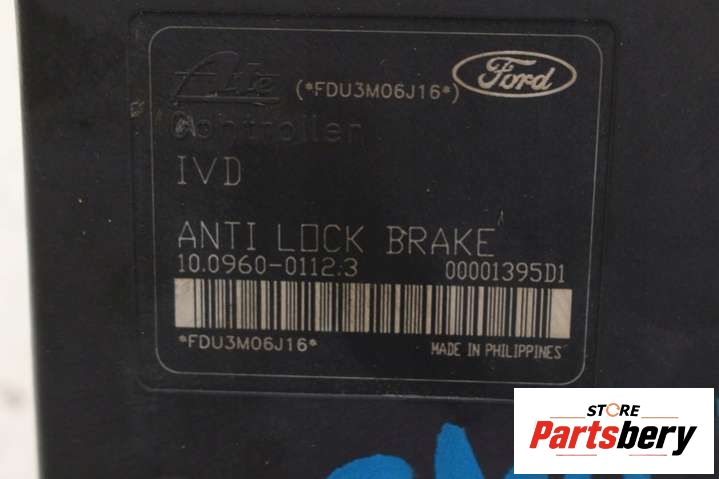 Ate (*FDU3M06J16*) Ford
Controller
IVD
ANTI LOCK BRAKE
10.0960-0112.3 00001395D1
*FDU3M06J16* MADE IN PHILIPPINES
STORE
Partsbery